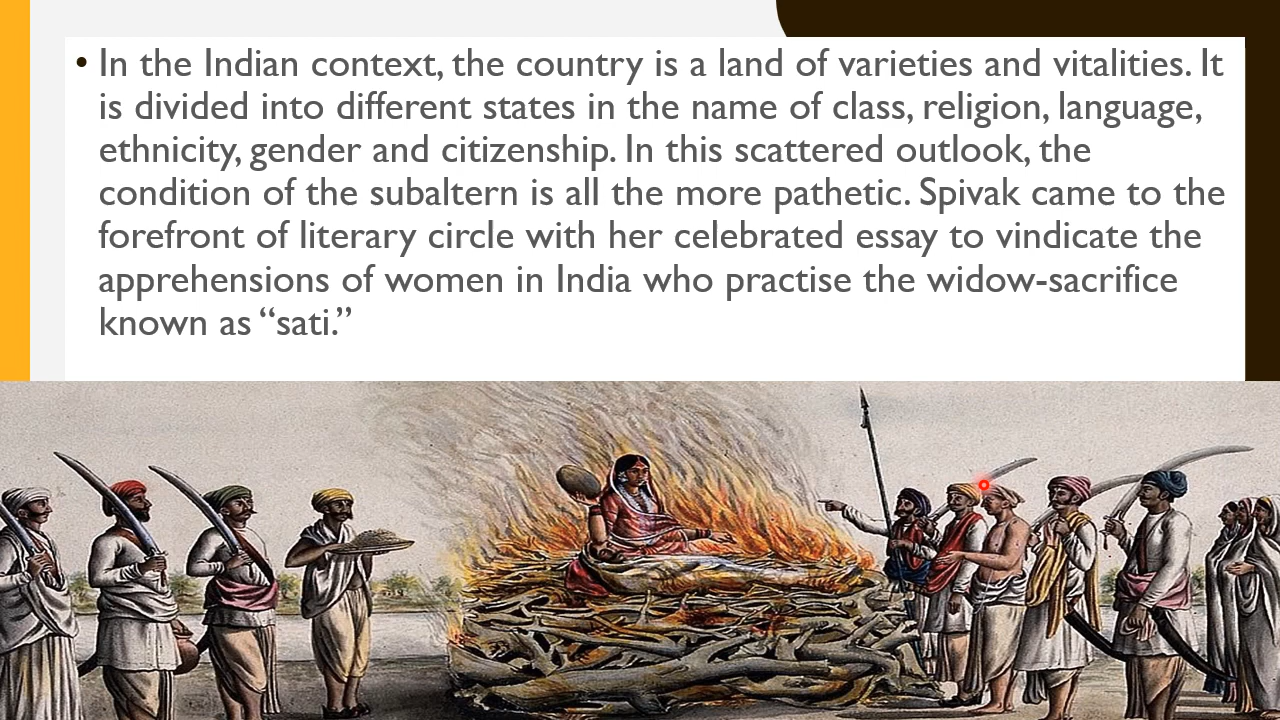 • In the Indian context, the country is a land of varieties and vitalities. It
is divided into different states in the name of class, religion, language,
ethnicity, gender and citizenship. In this scattered outlook, the
condition of the subaltern is all the more pathetic. Spivak came to the
forefront of literary circle with her celebrated essay to vindicate the
apprehensions of women in India who practise the widow-sacrifice
known as “sati.”